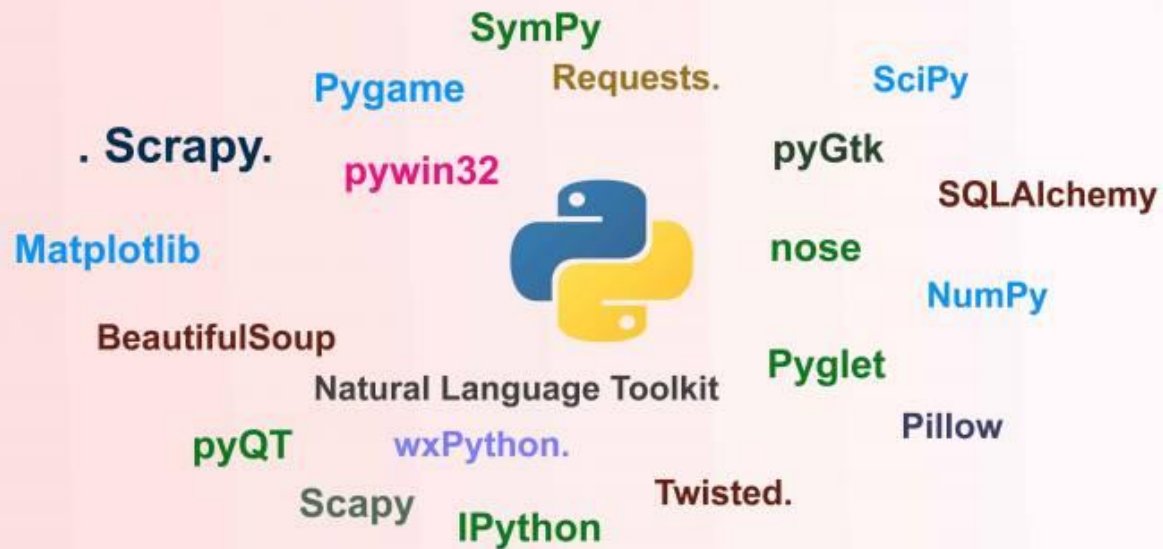 SymPy
Requests.
Pygame
SciPy
. Scrapy.
pywin32
pyGtk
SQLAlchemy
Matplotlib
nose
NumPy
BeautifulSoup
Pyglet
Natural Language Toolkit
Pillow
pyQT
wxPython.
Scapy
Twisted.
IPython